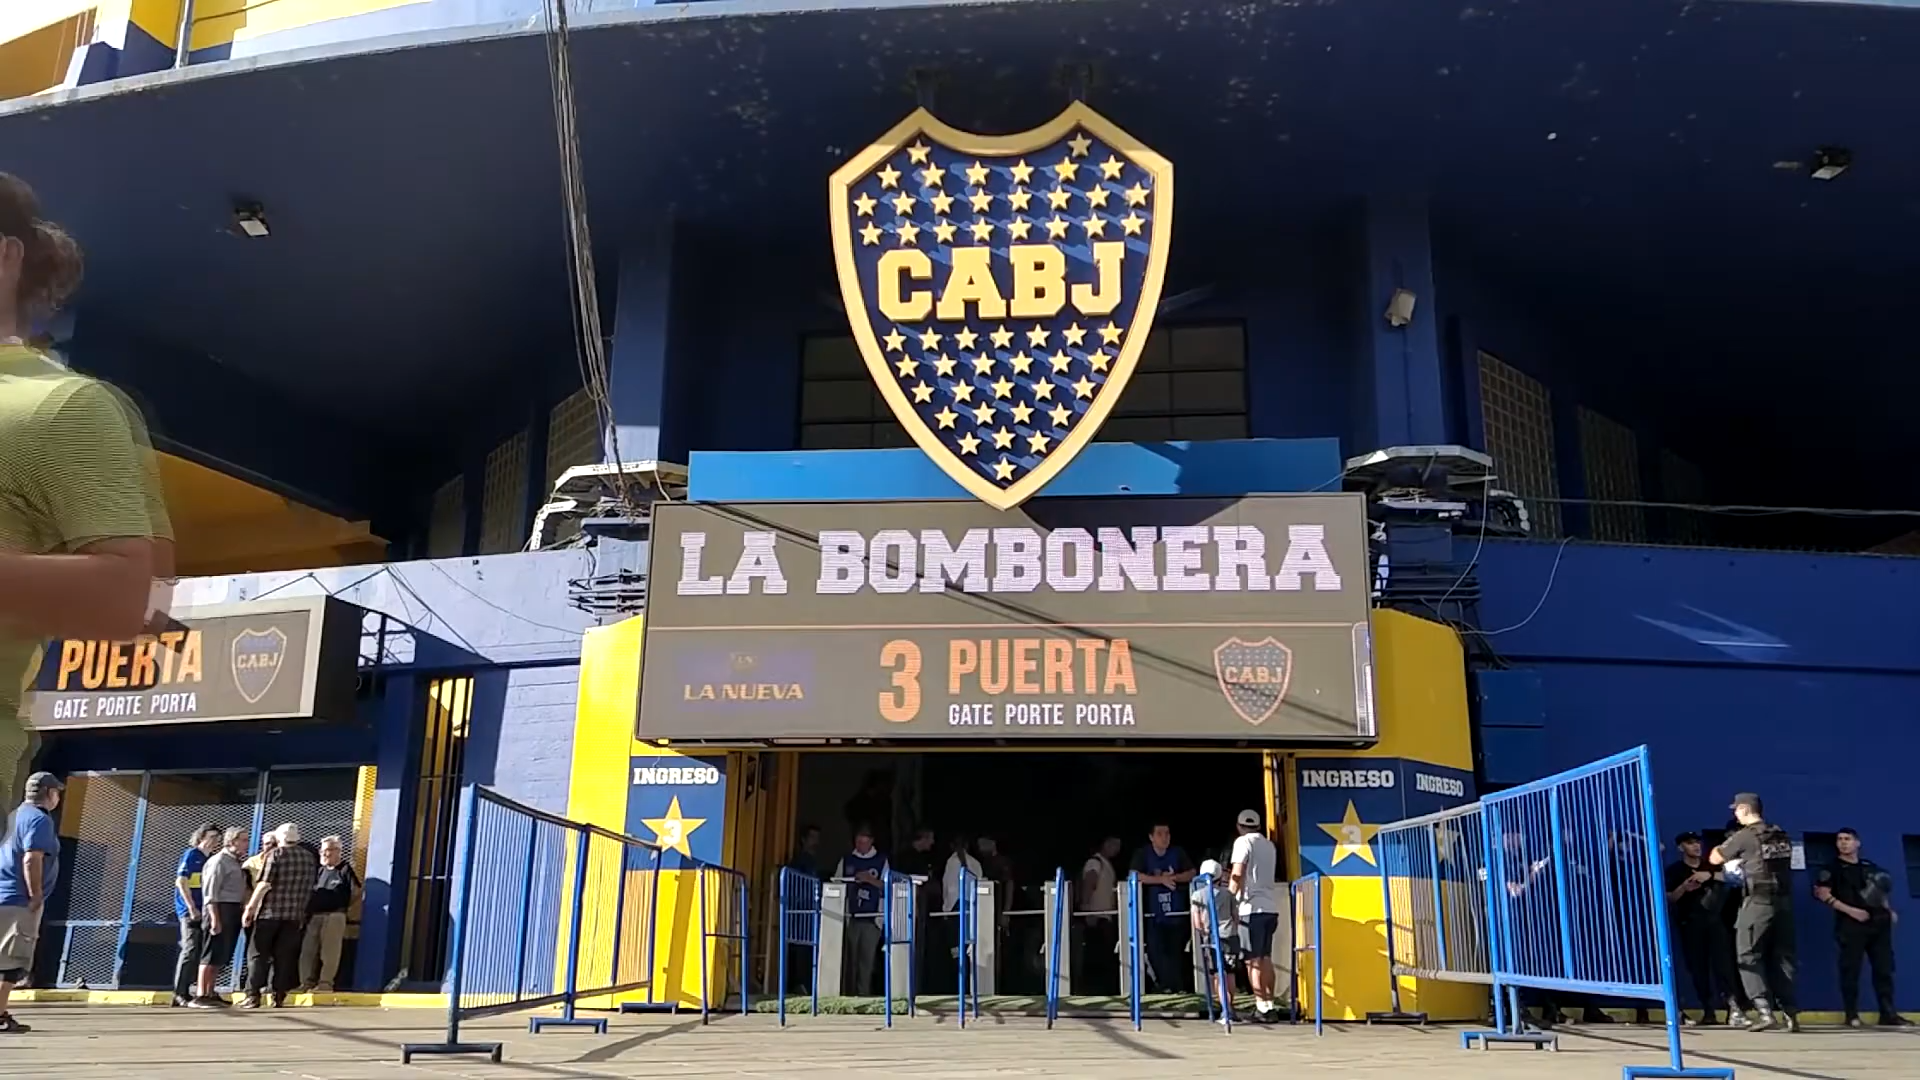 CABJ
LA BOMBONERA
LA NUEVA
3 PUERTA
GATE PORTE PORTA
CABJ
PUERTA
GATE PORTE PORTA
CABJ
INGRESO
3
INGRESO
3
INGRESO